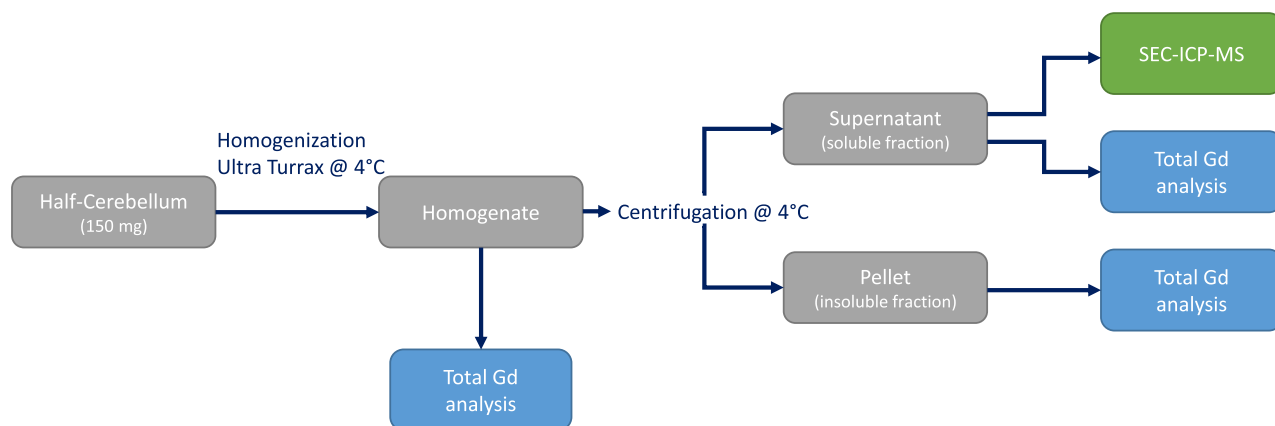 Half-Cerebellum
(150 mg)
Homogenization
Ultra Turrax @ 4°C
Homogenate
Total Gd
analysis
Centrifugation @ 4°C
Supernatant
(soluble fraction)
SEC-ICP-MS
Total Gd
analysis
Pellet
(insoluble fraction)
Total Gd
analysis